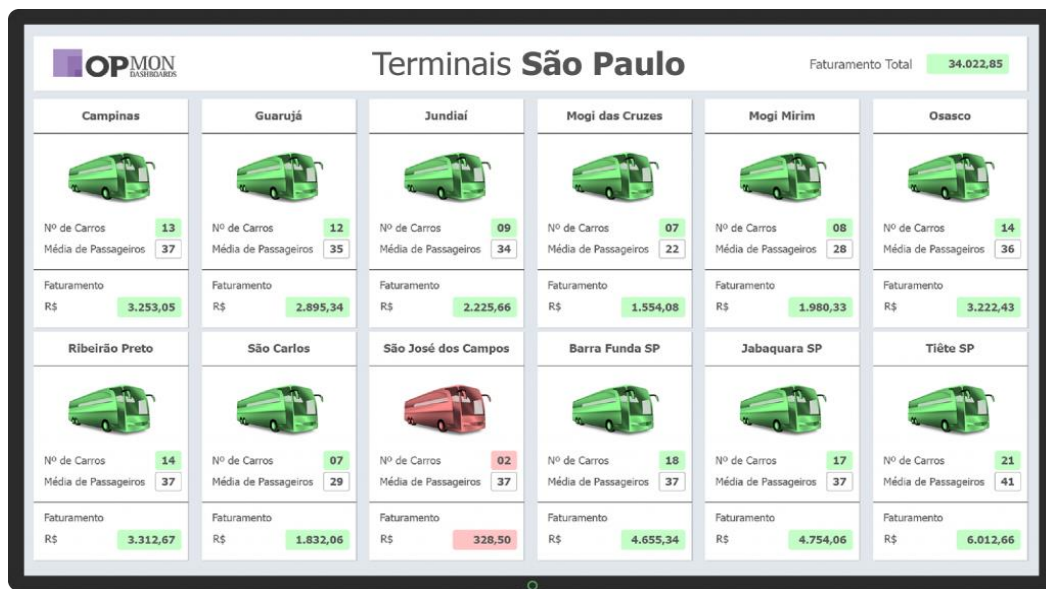 OPMON
DASHBOARDS
Terminais São Paulo
Faturamento Total 34.022,85
Campinas
Nº de Carros 13
Média de Passageiros 37
Faturamento
R$ 3.253,05
Guarujá
Nº de Carros 12
Média de Passageiros 35
Faturamento
R$ 2.895,34
Jundiaí
Nº de Carros 09
Média de Passageiros 34
Faturamento
R$ 2.225,66
Mogi das Cruzes
Nº de Carros 07
Média de Passageiros 22
Faturamento
R$ 1.554,08
Mogi Mirim
Nº de Carros 08
Média de Passageiros 28
Faturamento
R$ 1.980,33
Osasco
Nº de Carros 14
Média de Passageiros 36
Faturamento
R$ 3.222,43
Ribeirão Preto
Nº de Carros 14
Média de Passageiros 37
Faturamento
R$ 3.312,67
São Carlos
Nº de Carros 07
Média de Passageiros 29
Faturamento
R$ 1.832,06
São José dos Campos
Nº de Carros 02
Média de Passageiros 37
Faturamento
R$ 328,50
Barra Funda SP
Nº de Carros 18
Média de Passageiros 37
Faturamento
R$ 4.655,34
Jabaquara SP
Nº de Carros 17
Média de Passageiros 37
Faturamento
R$ 4.754,06
Tiête SP
Nº de Carros 21
Média de Passageiros 41
Faturamento
R$ 6.012,66